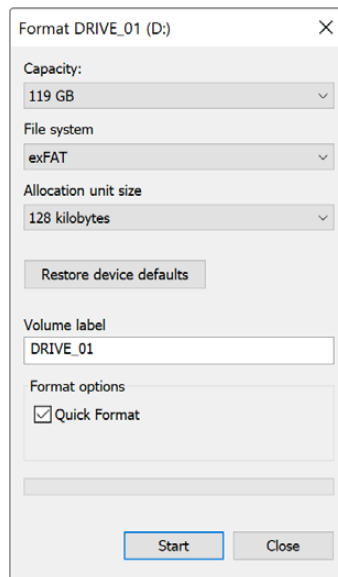 Format DRIVE_01 (D:)
Capacity:
119 GB
File system
exFAT
Allocation unit size
128 kilobytes
Restore device defaults
Volume label
DRIVE_01
Format options
Quick Format
Start Close